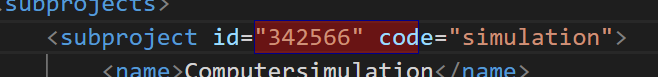 subprojects>
<subproject id="342566" code="simulation">
<name>Computersimulation</name>